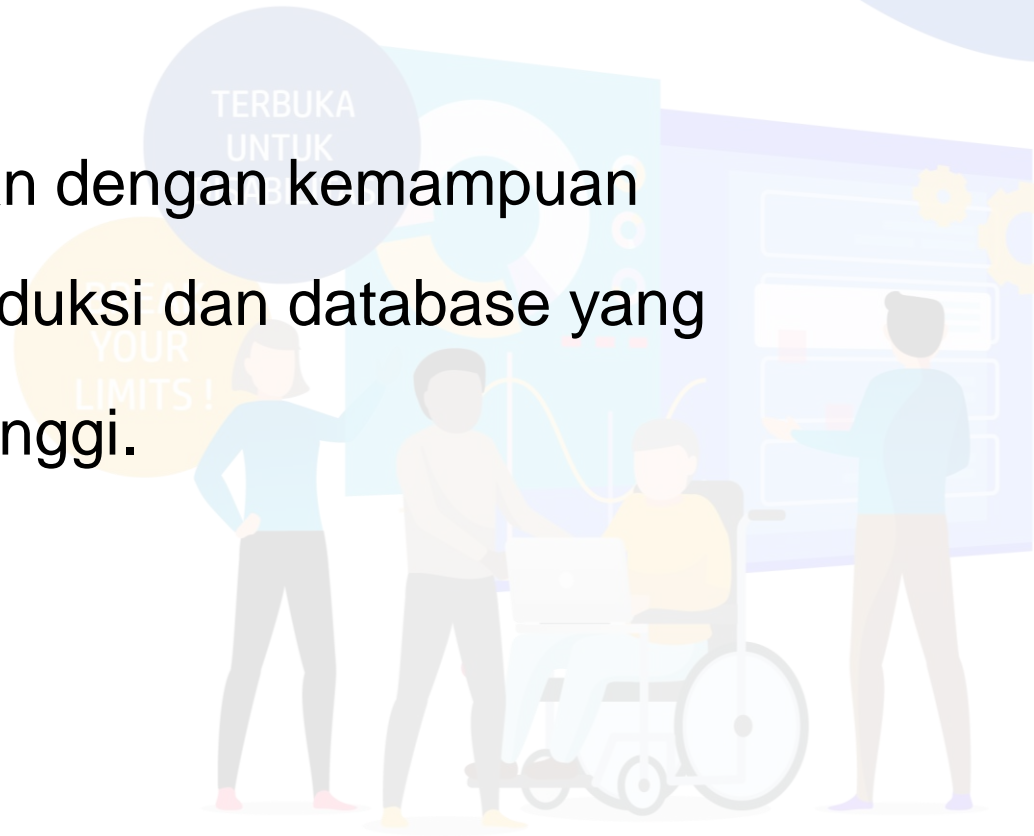 TERBUKA
UNTUK
n dengan kemampuan
duksi dan database yang
YOUR
LIMITS !
nggi.